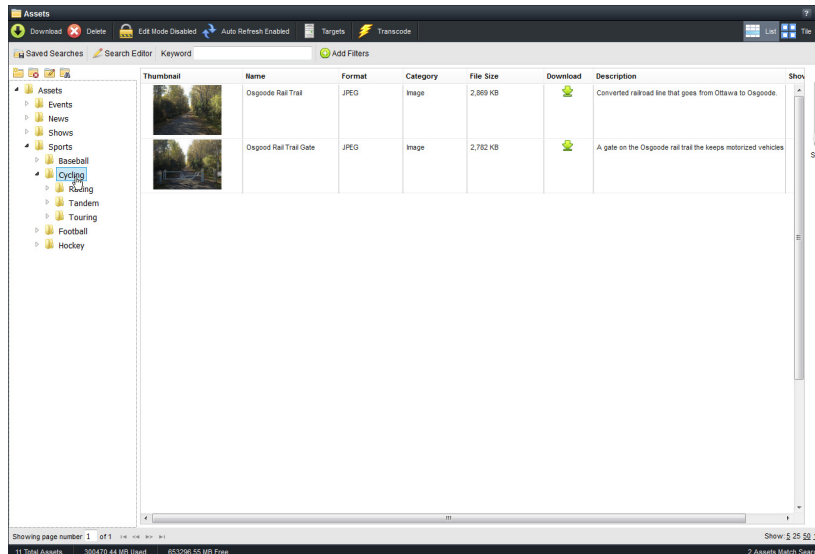 Assets ?
Download Delete Edit Mode Disabled Auto Refresh Enabled Targets Transcode List Tile
Saved Searches Search Editor Keyword Add Filters
Thumbnail Name Format Category File Size Download Description Show
Assets
Events
News
Shows
Sports
Baseball
Cycling
Racing
Tandem
Touring
Football
Hockey
Osgoode Rail Trail JPEG Image 2,869 KB Converted railroad line that goes from Ottawa to Osgoode.
Osgood Rail Trail Gate JPEG Image 2,782 KB A gate on the Osgoode rail trail the keeps motorized vehicles
S
Showing page number 1 of 1 Show: 5 25 50
11 Total Assets 300470.44 MB Used 653296.55 MB Free 2 Assets Match Sear